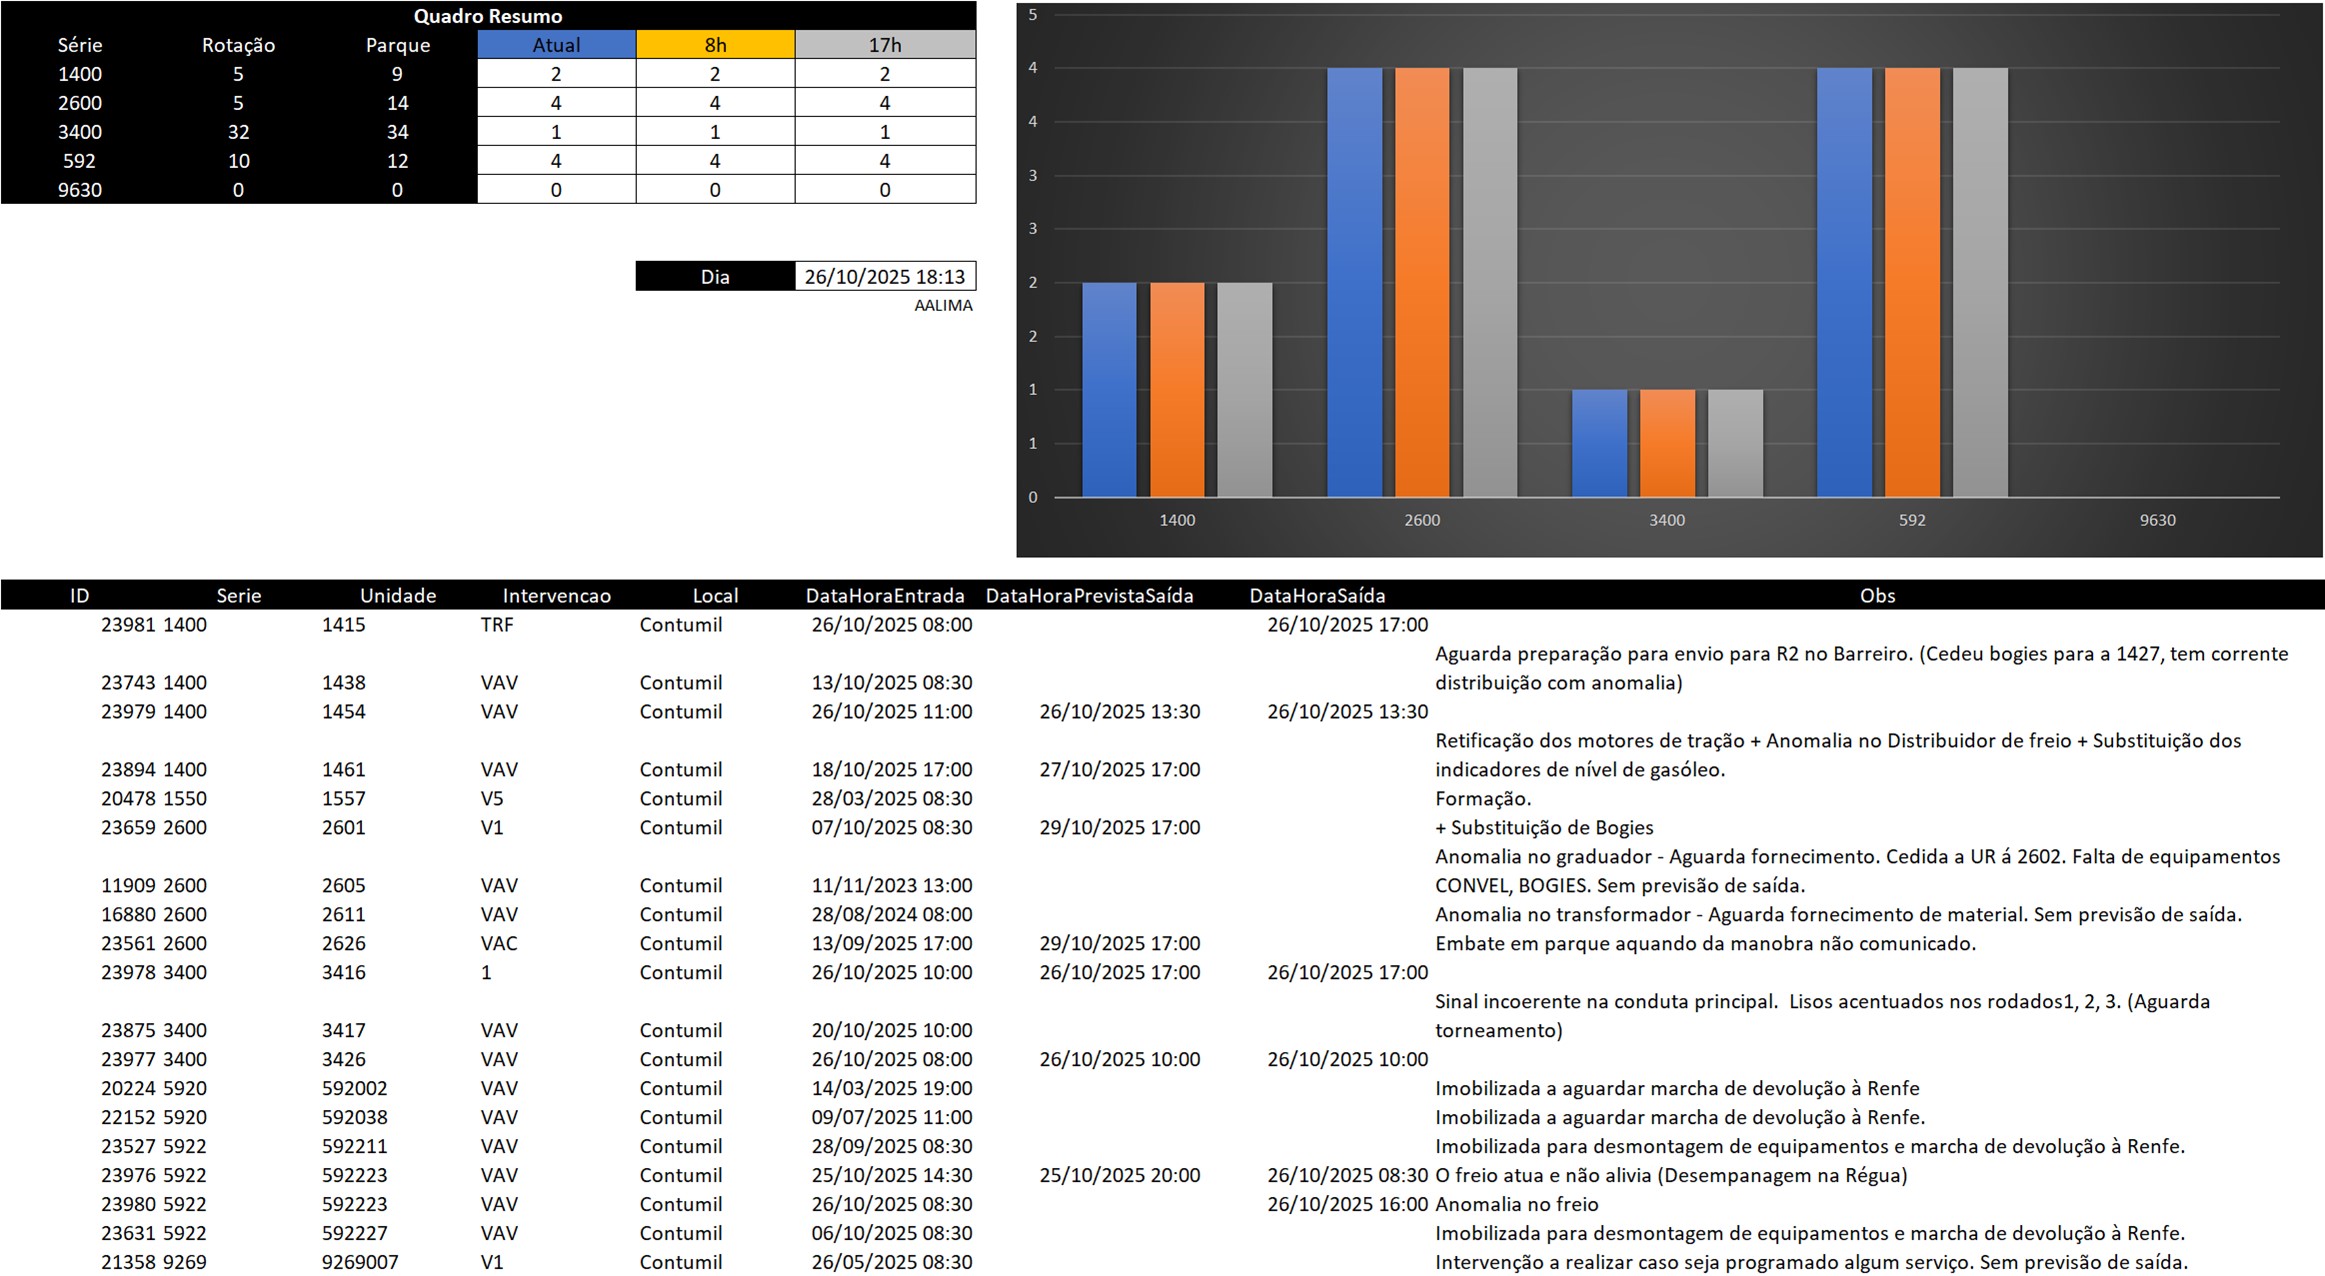 Quadro Resumo
Série Rotação Parque Atual 8h 17h
1400 5 9 2 2 2
2600 5 14 4 4 4
3400 32 34 1 1 1
592 10 12 4 4 4
9630 0 0 0 0 0
Dia 26/10/2025 18:13
AALIMA
5
4
4
3
3
2
2
1
1
0
1400 2600 3400 592 9630
ID Serie Unidade Intervencao Local DataHoraEntrada DataHoraPrevistaSaída DataHoraSaída Obs
23981 1400 1415 TRF Contumil 26/10/2025 08:00 26/10/2025 17:00
Aguarda preparação para envio para R2 no Barreiro. (Cedeu bogies para a 1427, tem corrente
23743 1400 1438 VAV Contumil 13/10/2025 08:30 distribuição com anomalia)
23979 1400 1454 VAV Contumil 26/10/2025 11:00 26/10/2025 13:30 26/10/2025 13:30
Retificação dos motores de tração + Anomalia no Distribuidor de freio + Substituição dos
23894 1400 1461 VAV Contumil 18/10/2025 17:00 27/10/2025 17:00 indicadores de nível de gasóleo.
20478 1550 1557 V5 Contumil 28/03/2025 08:30 Formação.
23659 2600 2601 V1 Contumil 07/10/2025 08:30 29/10/2025 17:00 + Substituição de Bogies
Anomalia no graduador - Aguarda fornecimento. Cedida a UR á 2602. Falta de equipamentos
11909 2600 2605 VAV Contumil 11/11/2023 13:00 CONVEL, BOGIES. Sem previsão de saída.
16880 2600 2611 VAV Contumil 28/08/2024 08:00 Anomalia no transformador - Aguarda fornecimento de material. Sem previsão de saída.
23561 2600 2626 VAC Contumil 13/09/2025 17:00 29/10/2025 17:00 Embate em parque aquando da manobra não comunicado.
23978 3400 3416 1 Contumil 26/10/2025 10:00 26/10/2025 17:00 26/10/2025 17:00
Sinal incoerente na conduta principal.  Lisos acentuados nos rodados1, 2, 3. (Aguarda
23875 3400 3417 VAV Contumil 20/10/2025 10:00 torneamento)
23977 3400 3426 VAV Contumil 26/10/2025 08:00 26/10/2025 10:00 26/10/2025 10:00
20224 5920 592002 VAV Contumil 14/03/2025 19:00 Imobilizada a aguardar marcha de devolução à Renfe
22152 5920 592038 VAV Contumil 09/07/2025 11:00 Imobilizada a aguardar marcha de devolução à Renfe.
23527 5922 592211 VAV Contumil 28/09/2025 08:30 Imobilizada para desmontagem de equipamentos e marcha de devolução à Renfe.
23976 5922 592223 VAV Contumil 25/10/2025 14:30 25/10/2025 20:00 26/10/2025 08:30 O freio atua e não alivia (Desempanagem na Régua)
23980 5922 592223 VAV Contumil 26/10/2025 08:30 26/10/2025 16:00 Anomalia no freio
23631 5922 592227 VAV Contumil 06/10/2025 08:30 Imobilizada para desmontagem de equipamentos e marcha de devolução à Renfe.
21358 9269 9269007 V1 Contumil 26/05/2025 08:30 Intervenção a realizar caso seja programado algum serviço. Sem previsão de saída.